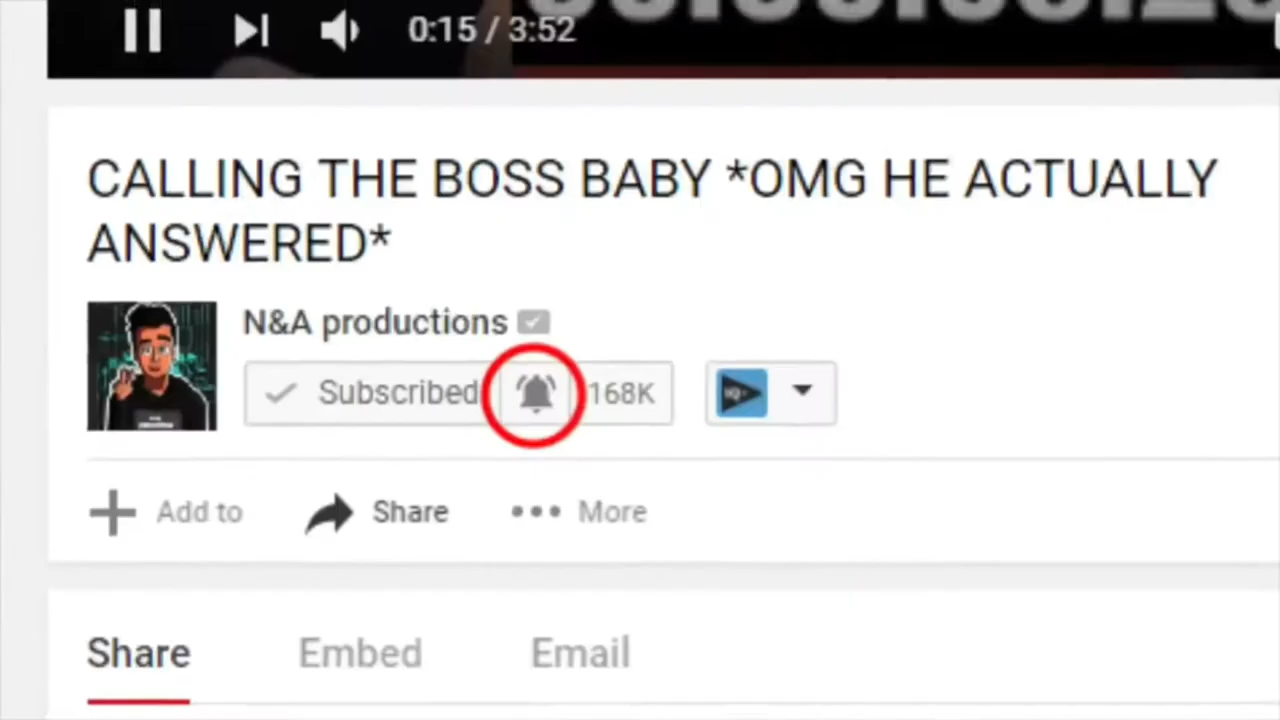 0:15 / 3:52
CALLING THE BOSS BABY *OMG HE ACTUALLY
ANSWERED*
N&A productions
Subscribed 168K
Add to Share More
Share Embed Email